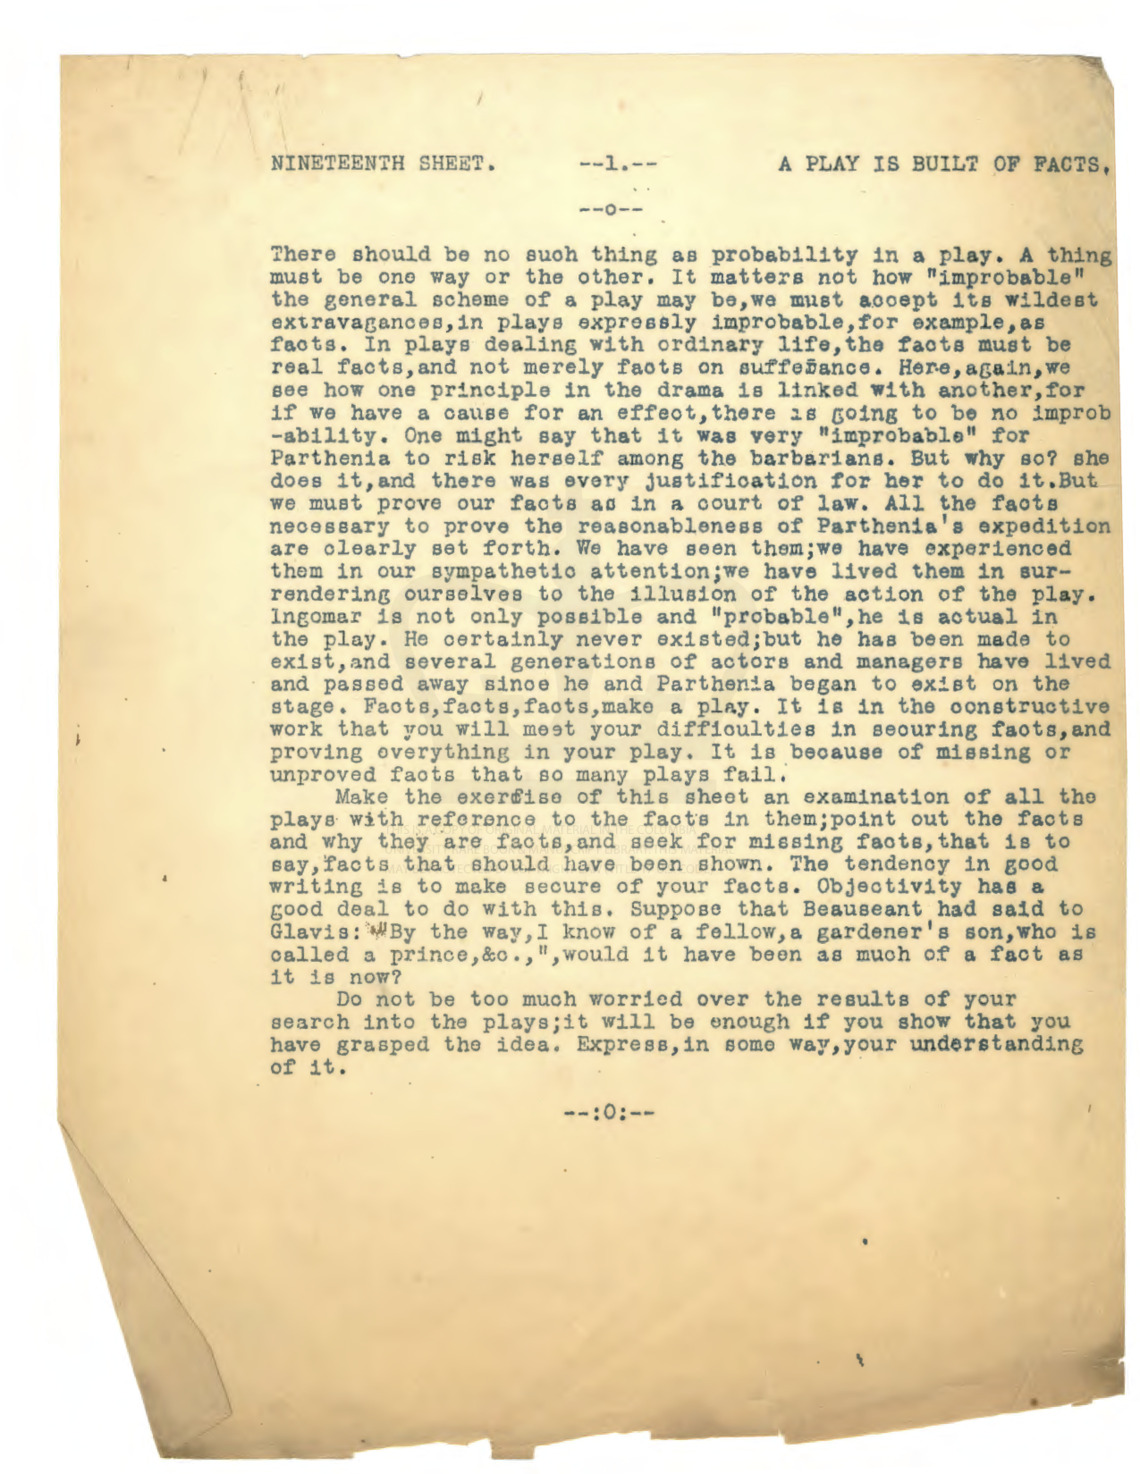 NINETEENTH SHEET. --1.-- A PLAY IS BUILT OF FACTS.
--o--
There should be no such thing as probability in a play. A thing
must be one way or the other. It matters not how "improbable"
the general scheme of a play may be,we must accept its wildest
extravagances,in plays expressly improbable,for example,as
facts. In plays dealing with ordinary life,the facts must be
real facts,and not merely facts on sufferance. Here,again,we
see how one principle in the drama is linked with another,for
if we have a cause for an effect,there is going to be no improb
-ability. One might say that it was very "improbable" for
Parthenia to risk herself among the barbarians. But why so? she
does it,and there was every justification for her to do it.But
we must prove our facts as in a court of law. All the facts
necessary to prove the reasonableness of Parthenia's expedition
are clearly set forth. We have seen them;we have experienced
them in our sympathetic attention;we have lived them in sur-
rendering ourselves to the illusion of the action of the play.
Ingomar is not only possible and "probable",he is actual in
the play. He certainly never existed;but he has been made to
exist,and several generations of actors and managers have lived
and passed away since he and Parthenia began to exist on the
stage. Facts,facts,facts,make a play. It is in the constructive
work that you will meet your difficulties in securing facts,and
proving everything in your play. It is because of missing or
unproved facts that so many plays fail.
Make the exercise of this sheet an examination of all the
plays with reference to the facts in them;point out the facts
and why they are facts,and seek for missing facts,that is to
say,facts that should have been shown. The tendency in good
writing is to make secure of your facts. Objectivity has a
good deal to do with this. Suppose that Beauseant had said to
Glavis: "By the way,I know of a fellow,a gardener's son,who is
called a prince,&c.,",would it have been as much of a fact as
it is now?
Do not be too much worried over the results of your
search into the plays;it will be enough if you show that you
have grasped the idea. Express,in some way,your understanding
of it.
--:O:--